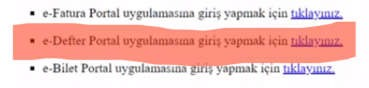 e-Fatura Portal uygulamasına giriş yapmak için tıklayınız.
e-Defter Portal uygulamasına giriş yapmak için tıklayınız.
e-Bilet Portal uygulamasına giriş yapmak için tıklayınız.